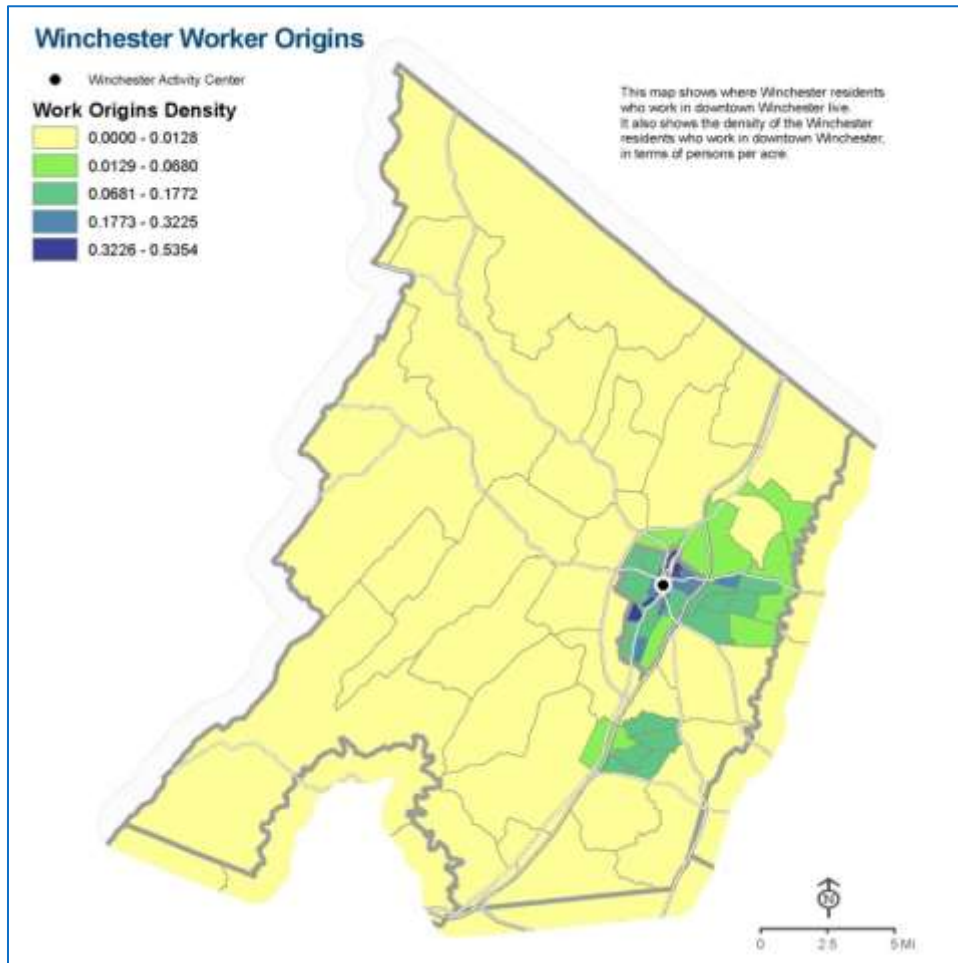 Winchester Worker Origins
Winchester Activity Center
Work Origins Density
0.0000 - 0.0128
0.0129 - 0.0680
0.0681 - 0.1772
0.1773 - 0.3225
0.3226 - 0.5354
This map shows where Winchester residents
who work in downtown Winchester live.
It also shows the density of the Winchester
residents who work in downtown Winchester,
in terms of persons per acre.
N
0 2.5 5 Mi